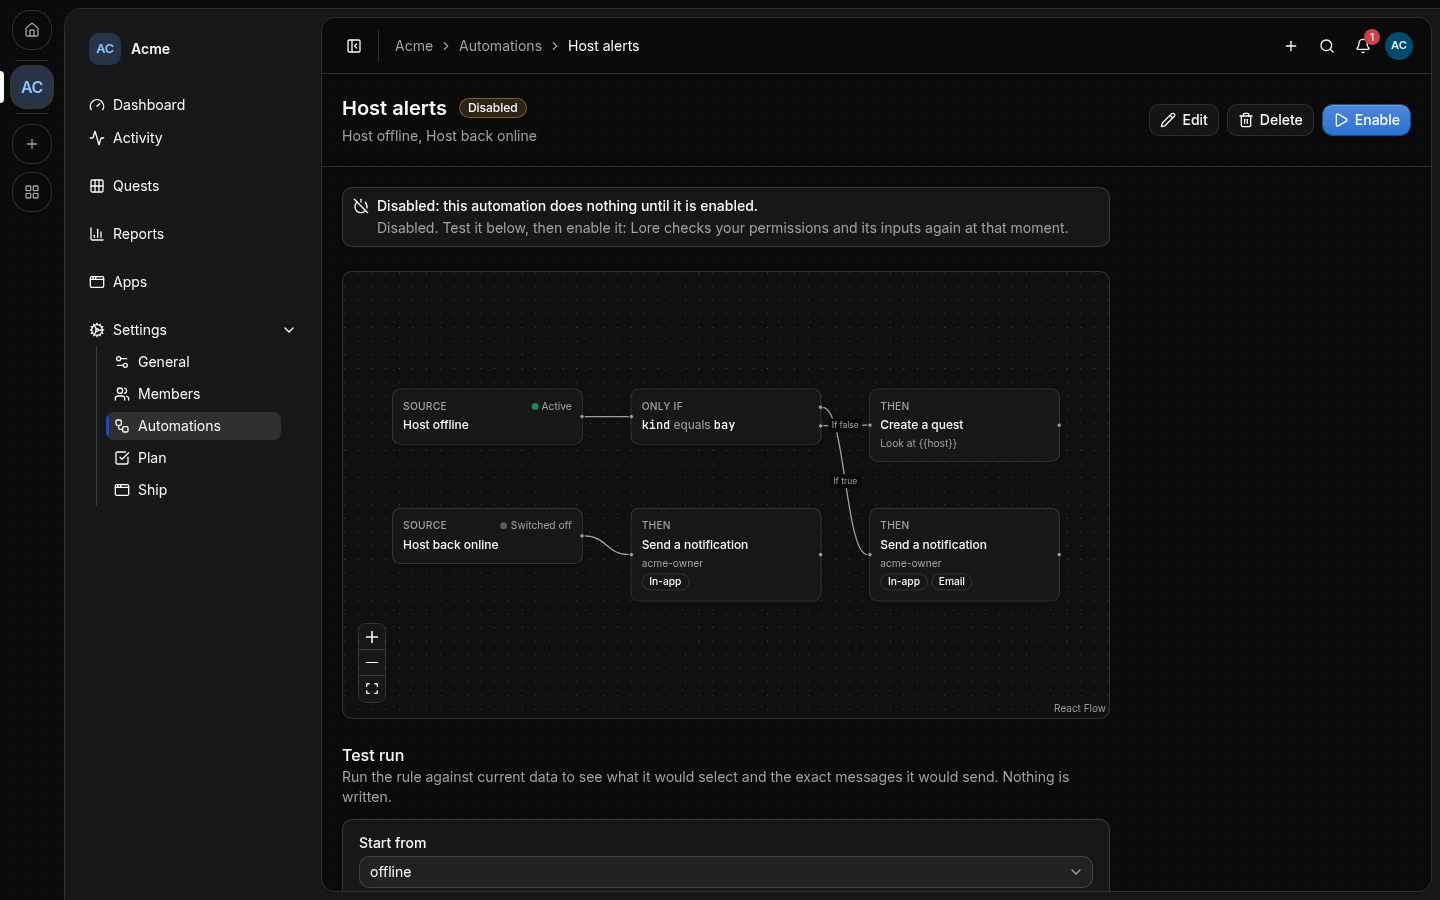 AC
Acme
Acme
Automations
Host alerts
1
AC
AC
Dashboard
Activity
Quests
Reports
Apps
Settings
General
Members
Automations
Plan
Ship
Host alerts
Disabled
Host offline, Host back online
Edit
Delete
Enable
Disabled: this automation does nothing until it is enabled.
Disabled. Test it below, then enable it: Lore checks your permissions and its inputs again at that moment.
SOURCE
Active
Host offline
ONLY IF
kind equals bay
If false
If true
THEN
Create a quest
Look at {{host}}
SOURCE
Switched off
Host back online
THEN
Send a notification
acme-owner
In-app
THEN
Send a notification
acme-owner
In-app
Email
React Flow
Test run
Run the rule against current data to see what it would select and the exact messages it would send. Nothing is
written.
Start from
offline